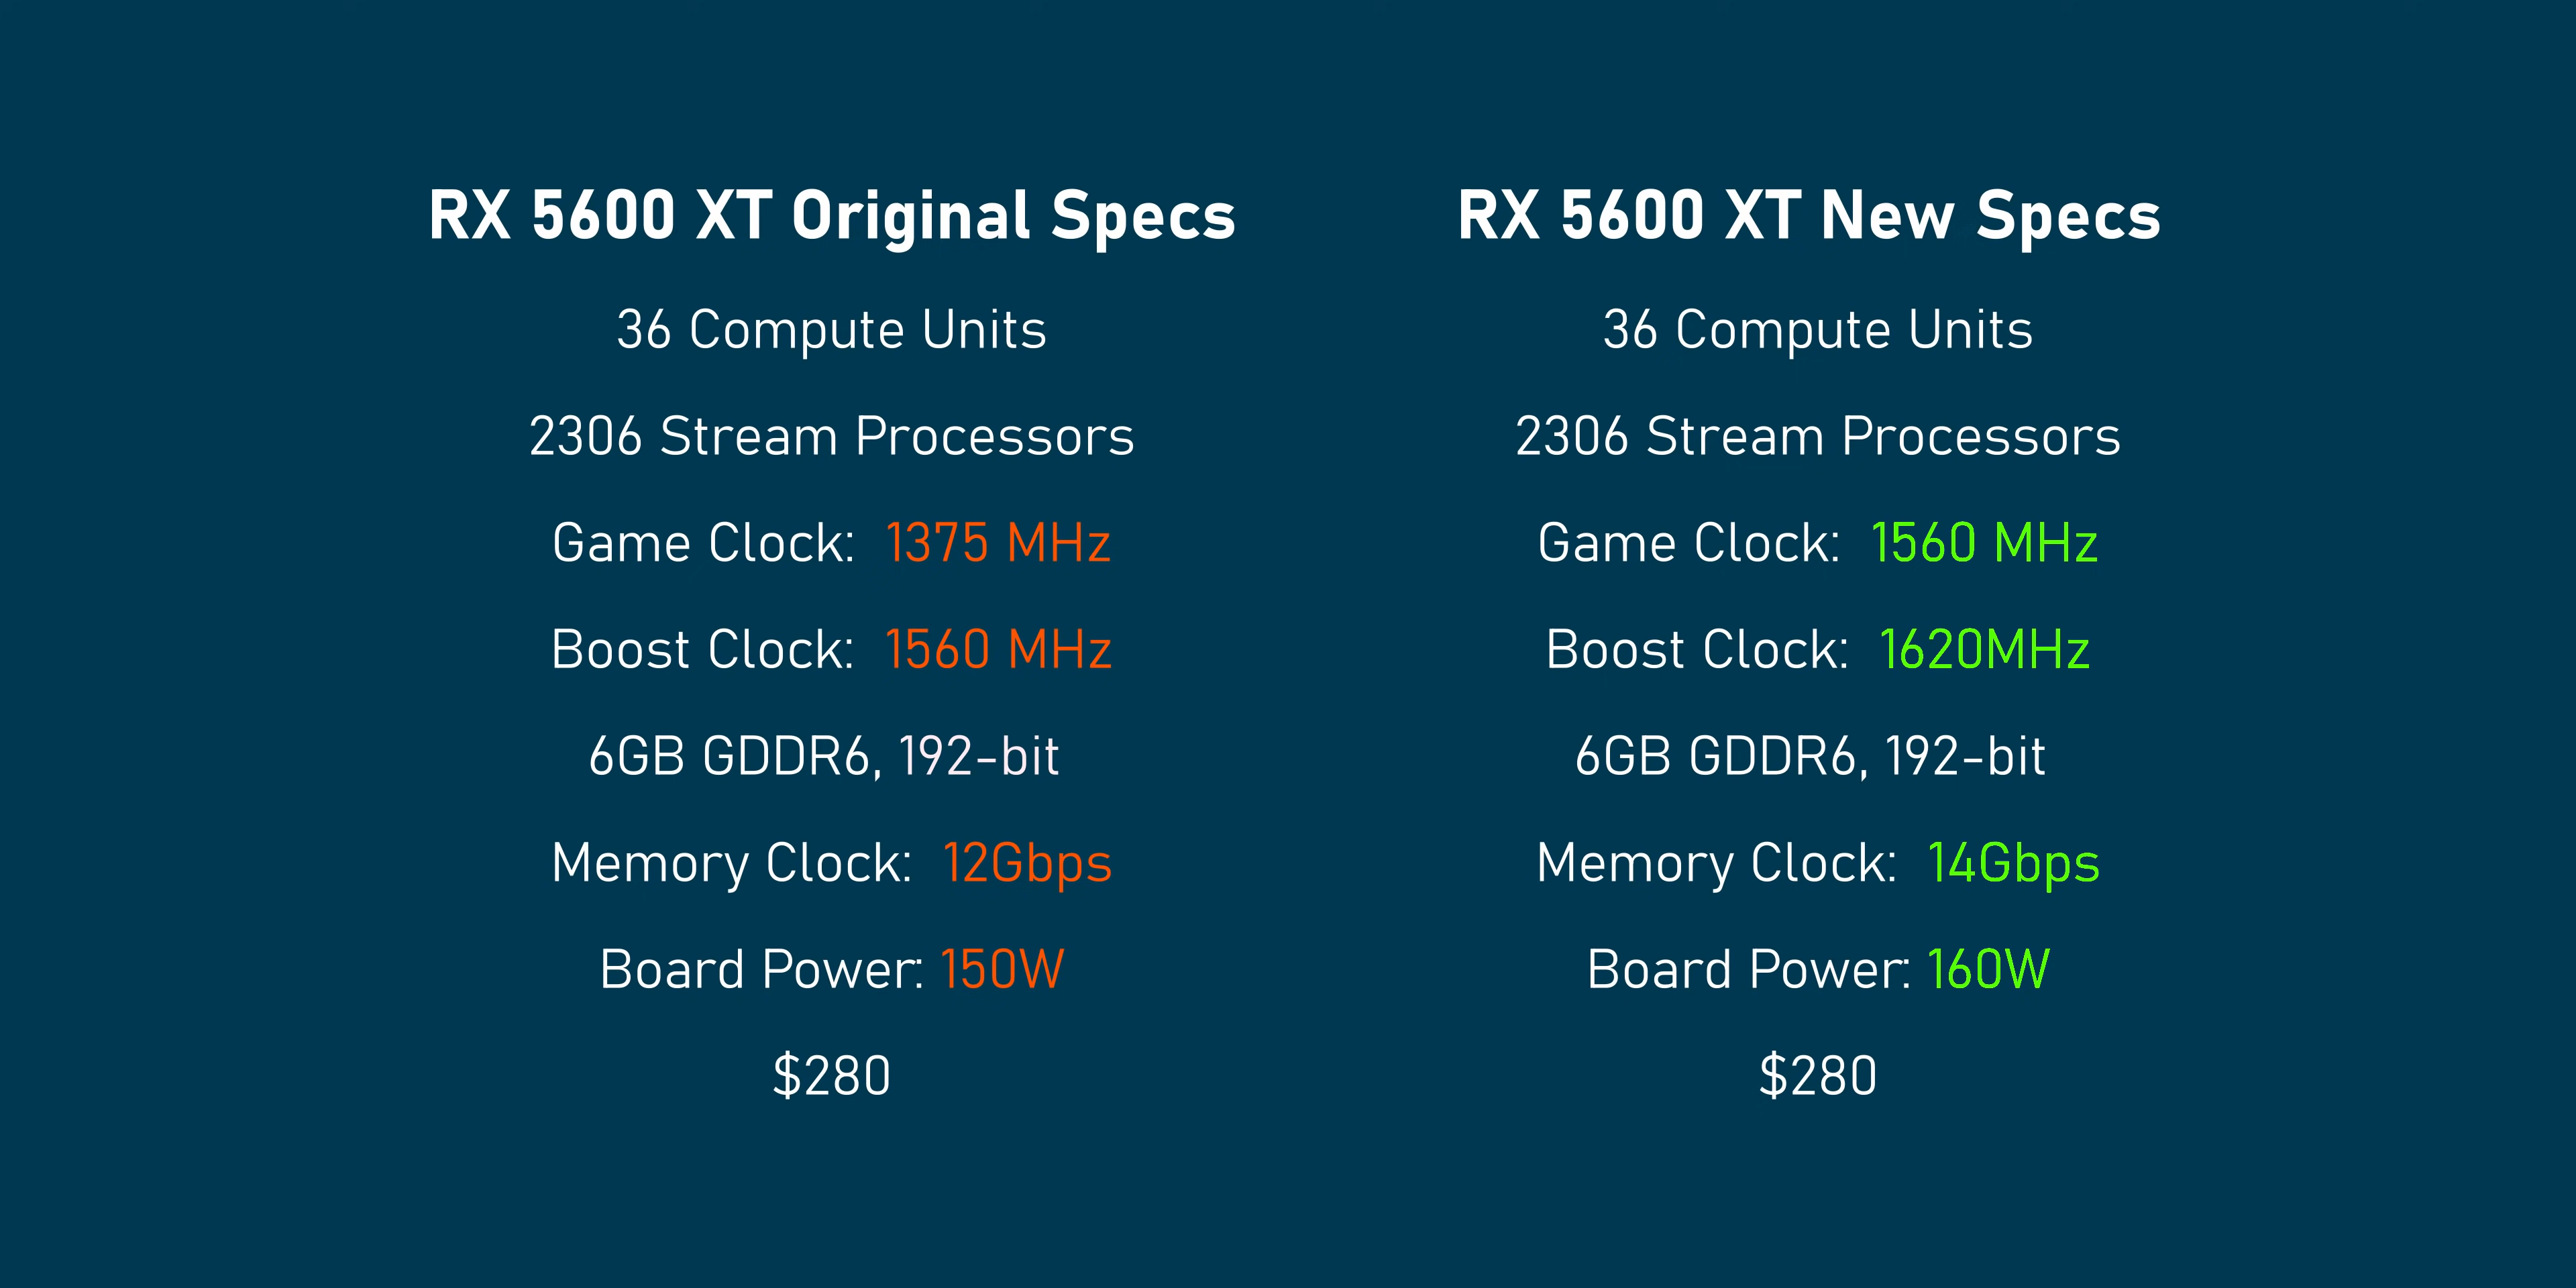 RX 5600 XT Original Specs
36 Compute Units
2306 Stream Processors
Game Clock: 1375 MHz
Boost Clock: 1560 MHz
6GB GDDR6, 192-bit
Memory Clock: 12Gbps
Board Power: 150W
$280
RX 5600 XT New Specs
36 Compute Units
2306 Stream Processors
Game Clock: 1560 MHz
Boost Clock: 1620MHz
6GB GDDR6, 192-bit
Memory Clock: 14Gbps
Board Power: 160W
$280